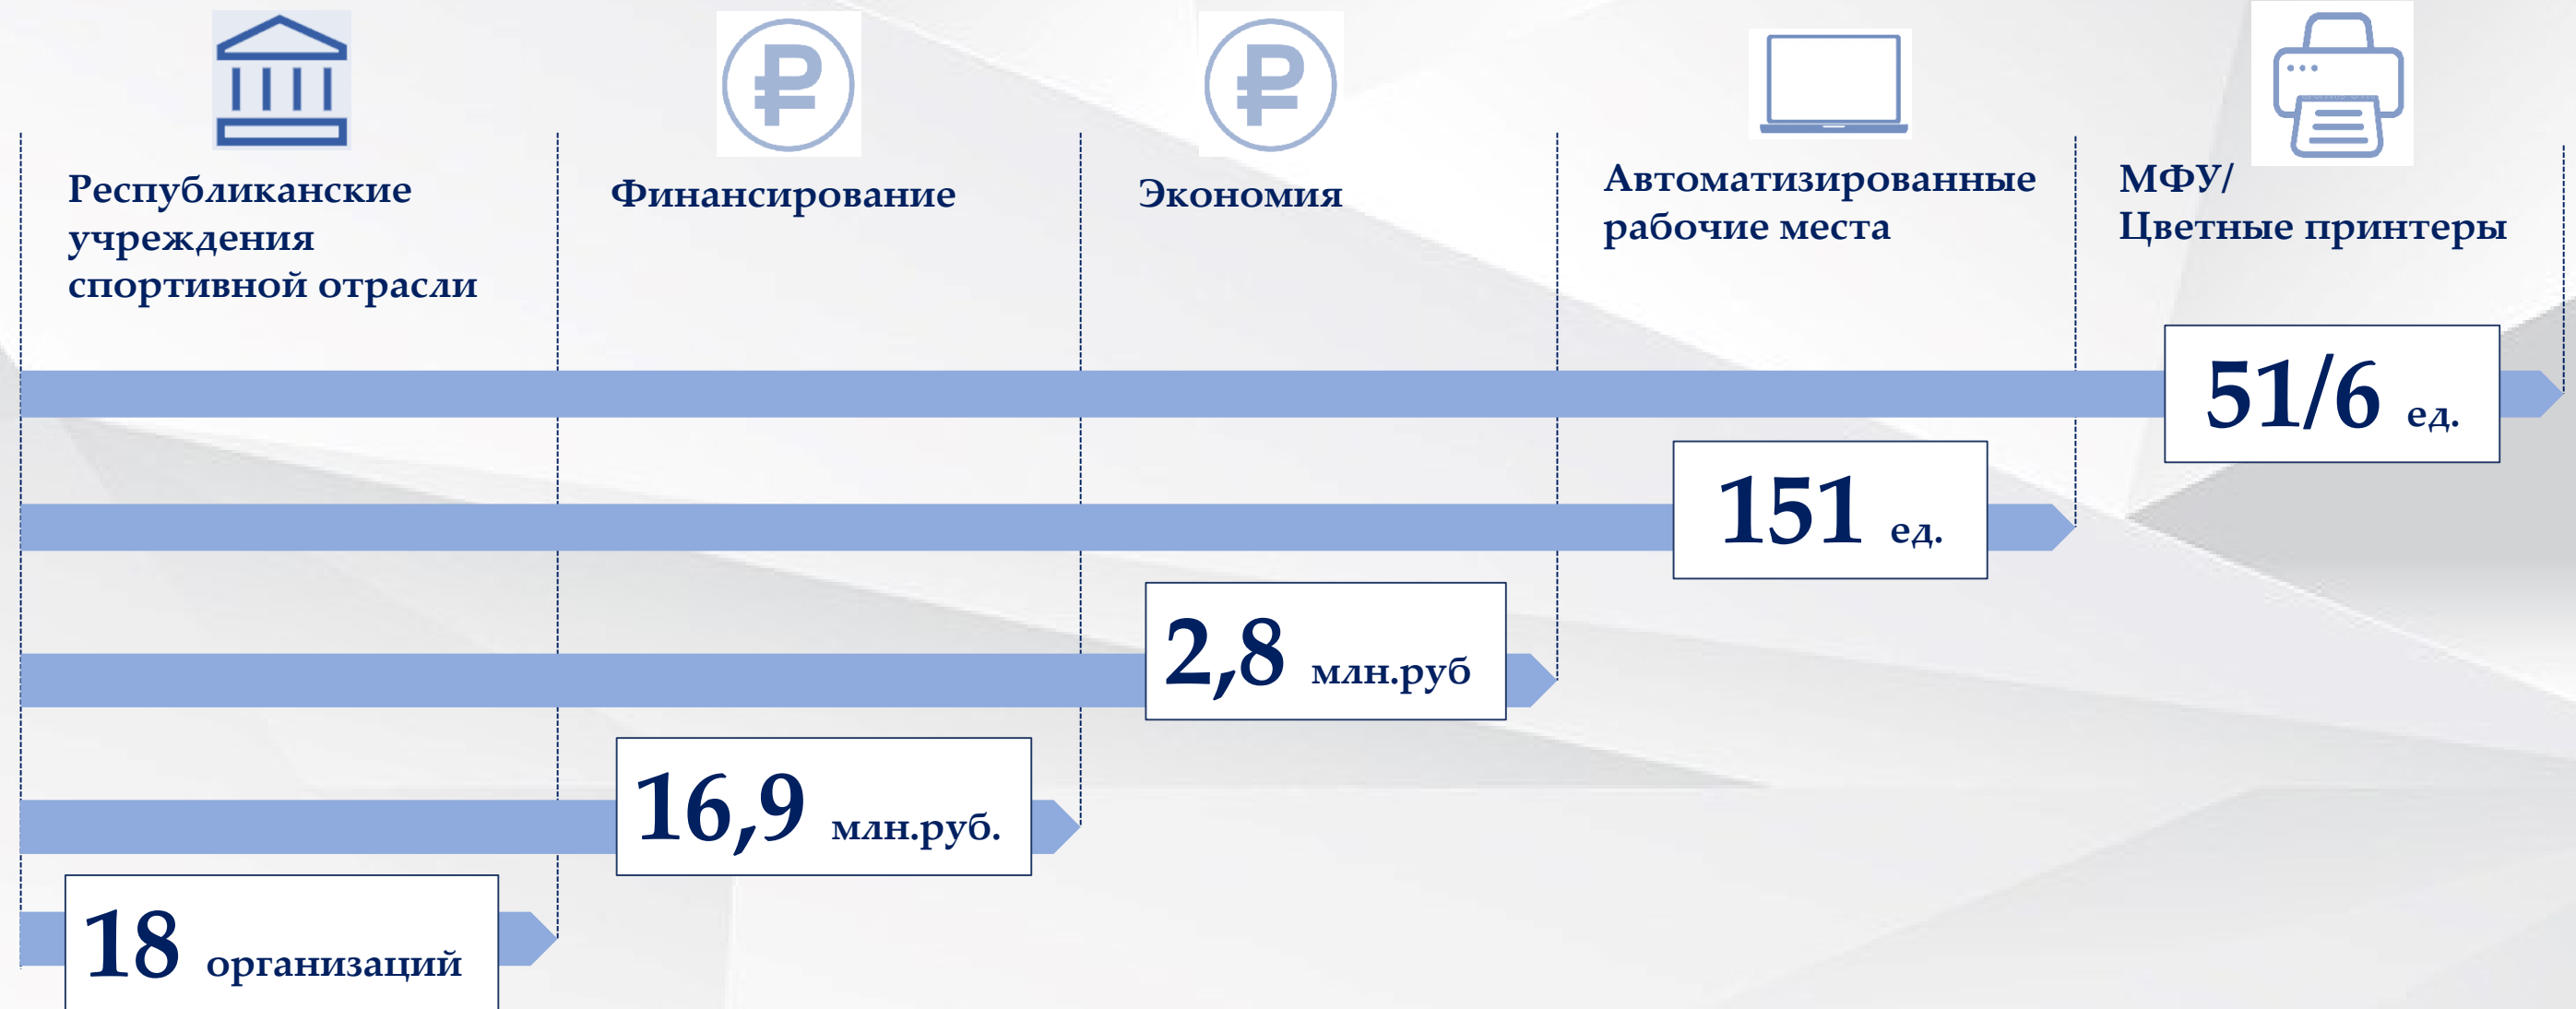 Республиканские
учреждения
спортивной отрасли
Финансирование
Экономия
Автоматизированные
рабочие места
МФУ/
Цветные принтеры
51/6 ед.
151 ед.
2,8 млн.руб
16,9 млн.руб.
18 организаций